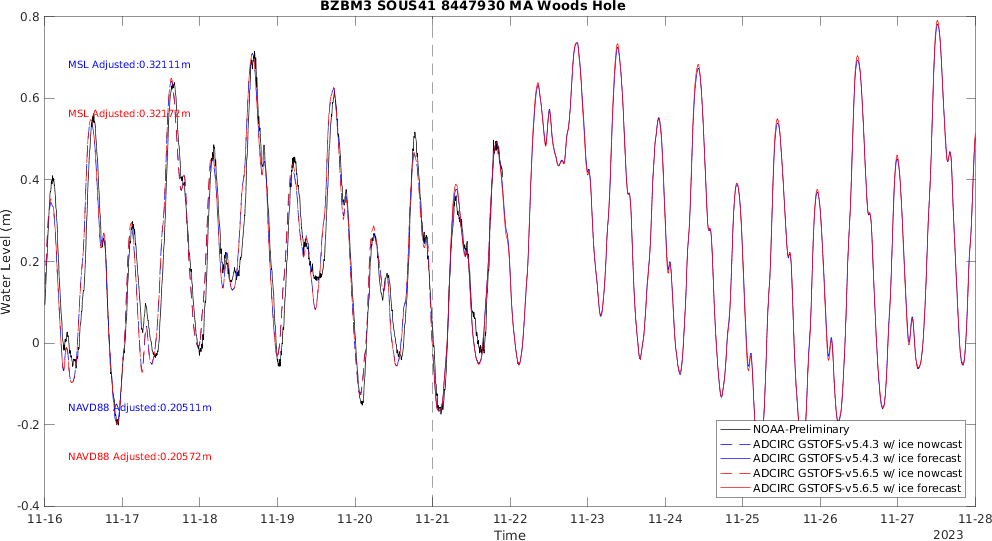 BZBM3 SOUS41 8447930 MA Woods Hole
0.8
0.6
0.4
0.2
0
-0.2
-0.4
Water Level (m)
MSL Adjusted:0.32111m
MSL Adjusted:0.32172m
NAVD88 Adjusted:0.20511m
NAVD88 Adjusted:0.20572m
NOAA-Preliminary
ADCIRC GSTOFS-v5.4.3 w/ ice nowcast
ADCIRC GSTOFS-v5.4.3 w/ ice forecast
ADCIRC GSTOFS-v5.6.5 w/ ice nowcast
ADCIRC GSTOFS-v5.6.5 w/ ice forecast
11-16 11-17 11-18 11-19 11-20 11-21 11-22 11-23 11-24 11-25 11-26 11-27 11-28
Time
2023